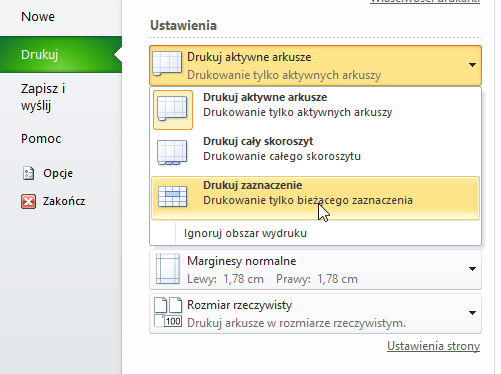 Właściwości drukarki
Nowe
Drukuj
Zapisz i
wyślij
Pomoc
Opcje
Zakończ
Ustawienia
Drukuj aktywne arkusze
Drukowanie tylko aktywnych arkuszy
Drukuj aktywne arkusze
Drukowanie tylko aktywnych arkuszy
Drukuj cały skoroszyt
Drukowanie całego skoroszytu
Drukuj zaznaczenie
Drukowanie tylko bieżącego zaznaczenia
Ignoruj obszar wydruku
Marginesy normalne
Lewy: 1,78 cm Prawy: 1,78 cm
100
Rozmiar rzeczywisty
Drukuj arkusze w rozmiarze rzeczywistym.
Ustawienia strony